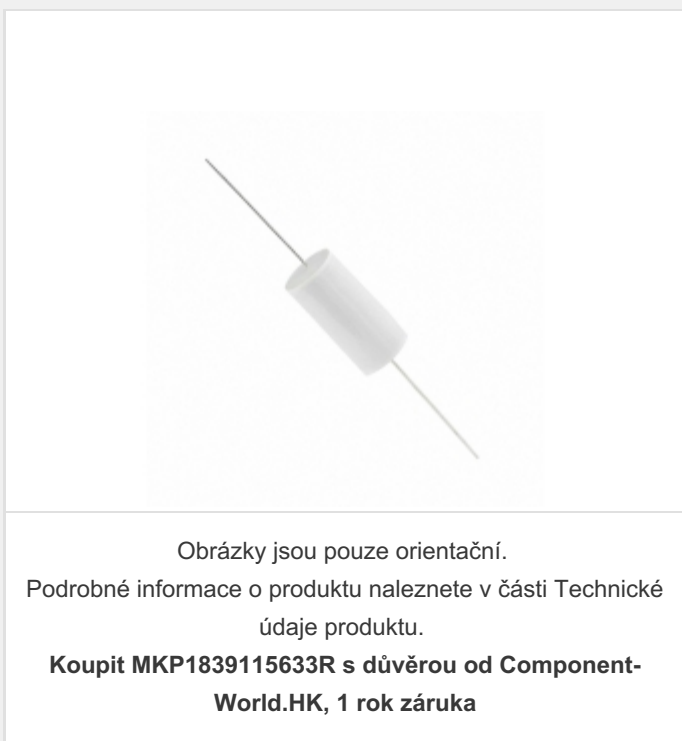 Obrázky jsou pouze orientační.
Podrobné informace o produktu naleznete v části Technické
údaje produktu.
Koupit MKP1839115633R s důvěrou od Component-
World.HK, 1 rok záruka